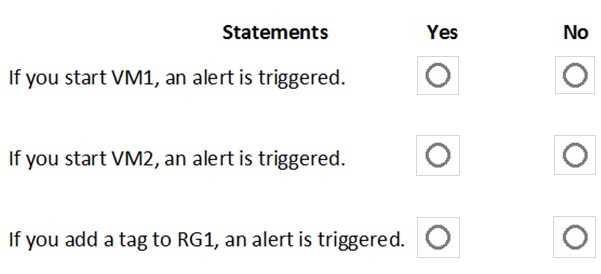 Statements Yes No
If you start VM1, an alert is triggered.
If you start VM2, an alert is triggered.
If you add a tag to RG1, an alert is triggered.